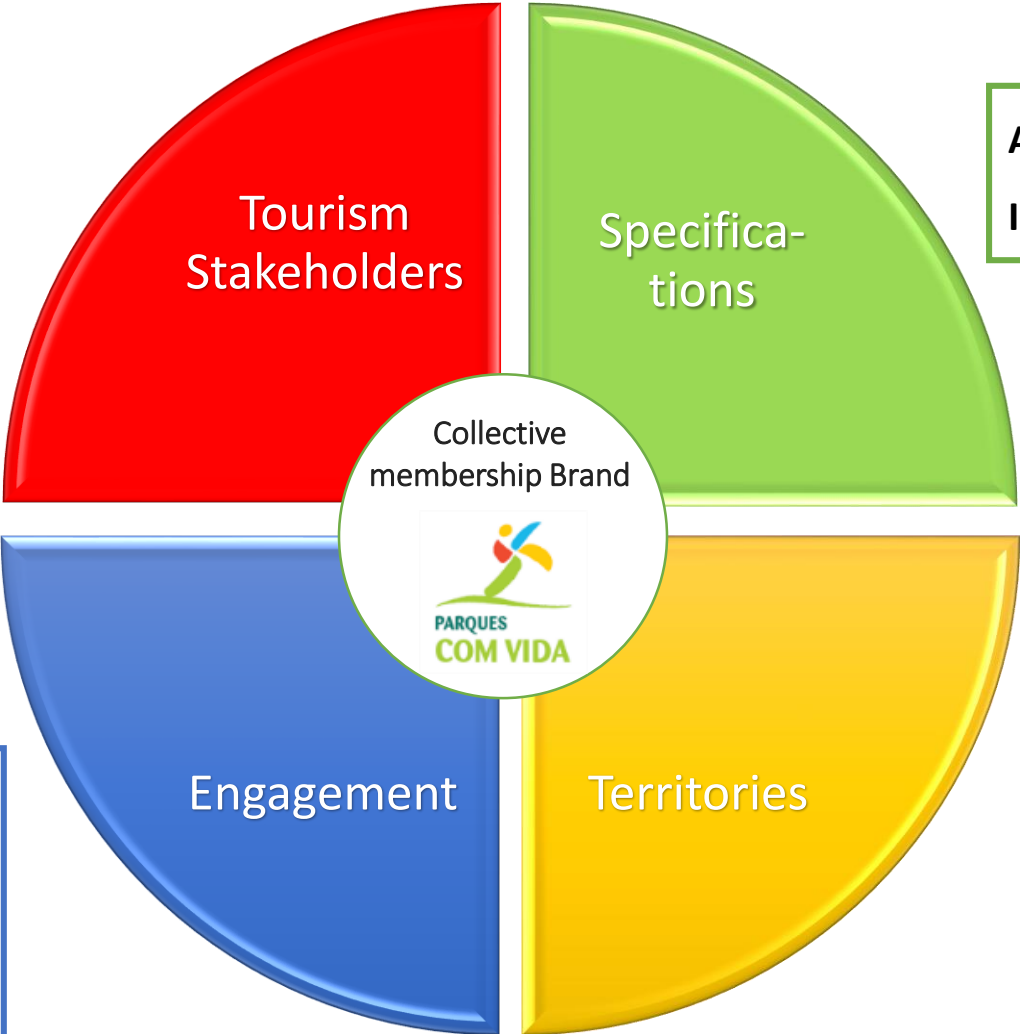 Tourism
Stakeholders
Specifica-
tions
Collective
membership Brand
PARQUES
COM VIDA
Engagement
Territories